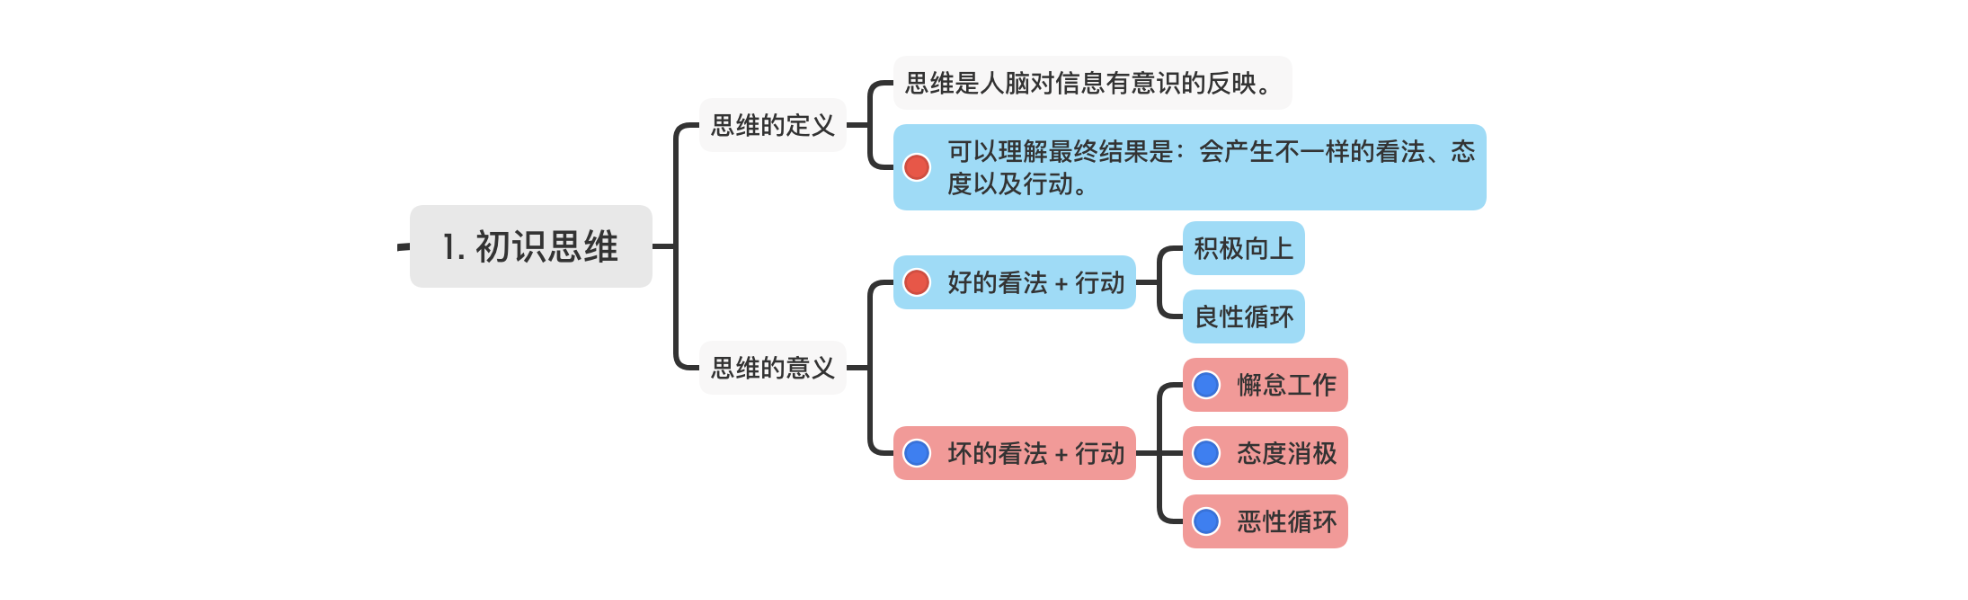 1. 初识思维
思维的定义
思维是人脑对信息有意识的反映。
可以理解最终结果是：会产生不一样的看法、态
度以及行动。
思维的意义
好的看法 + 行动
积极向上
良性循环
坏的看法 + 行动
懈怠工作
态度消极
恶性循环